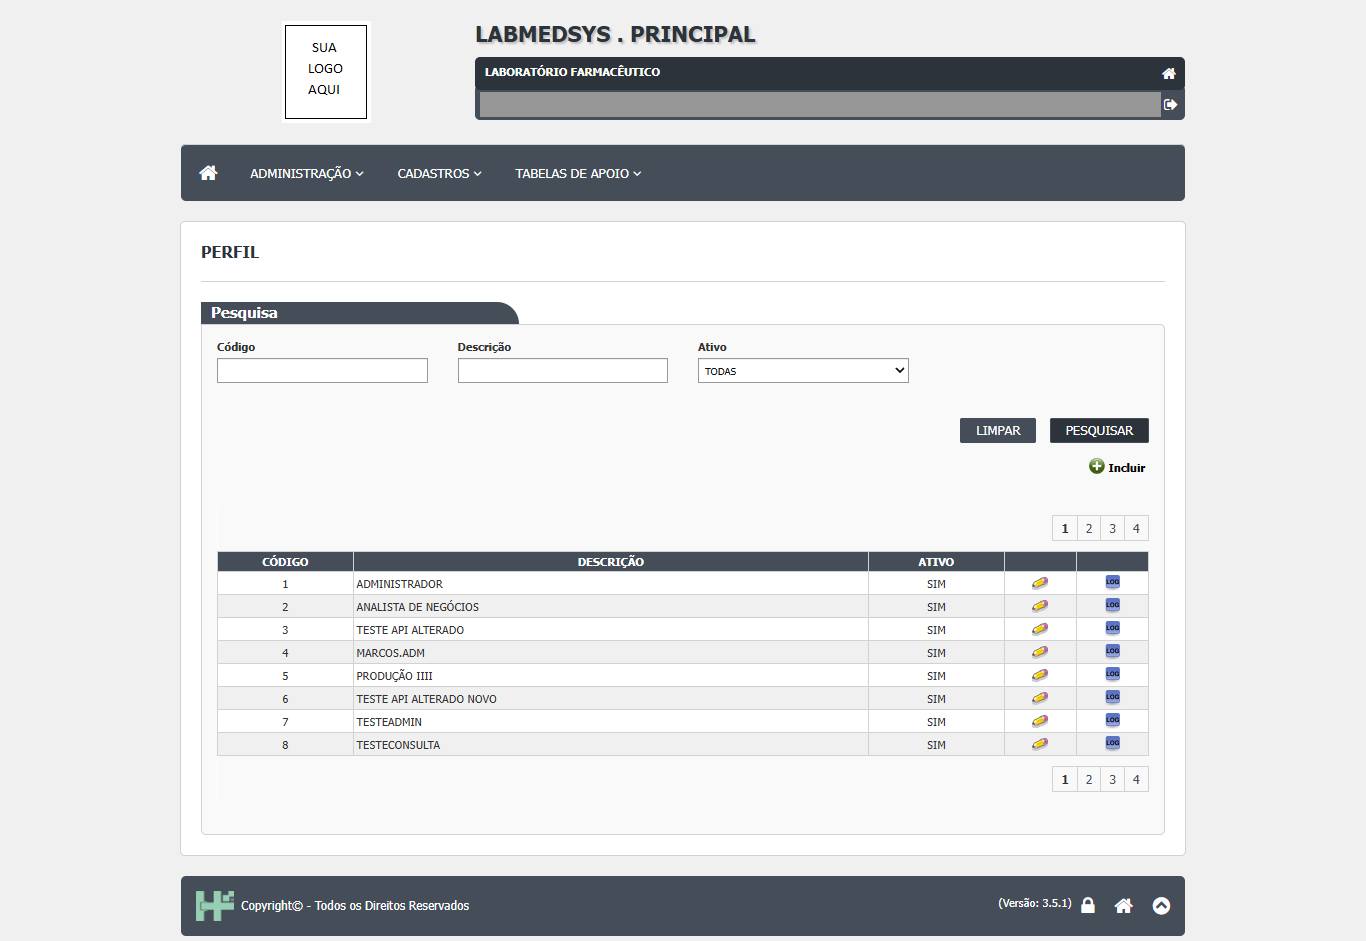 SUA
LOGO
AQUI
LABMEDSYS . PRINCIPAL
LABORATÓRIO FARMACÊUTICO
ADMINISTRAÇÃO CADASTROS TABELAS DE APOIO
PERFIL
Pesquisa
Código Descrição Ativo
TODAS
LIMPAR PESQUISAR
Incluir
1 2 3 4
CÓDIGO DESCRIÇÃO ATIVO
1 ADMINISTRADOR SIM LOG
2 ANALISTA DE NEGÓCIOS SIM LOG
3 TESTE API ALTERADO SIM LOG
4 MARCOS.ADM SIM LOG
5 PRODUÇÃO IIII SIM LOG
6 TESTE API ALTERADO NOVO SIM LOG
7 TESTEADMIN SIM LOG
8 TESTECONSULTA SIM LOG
1 2 3 4
Copyright© - Todos os Direitos Reservados (Versão: 3.5.1)